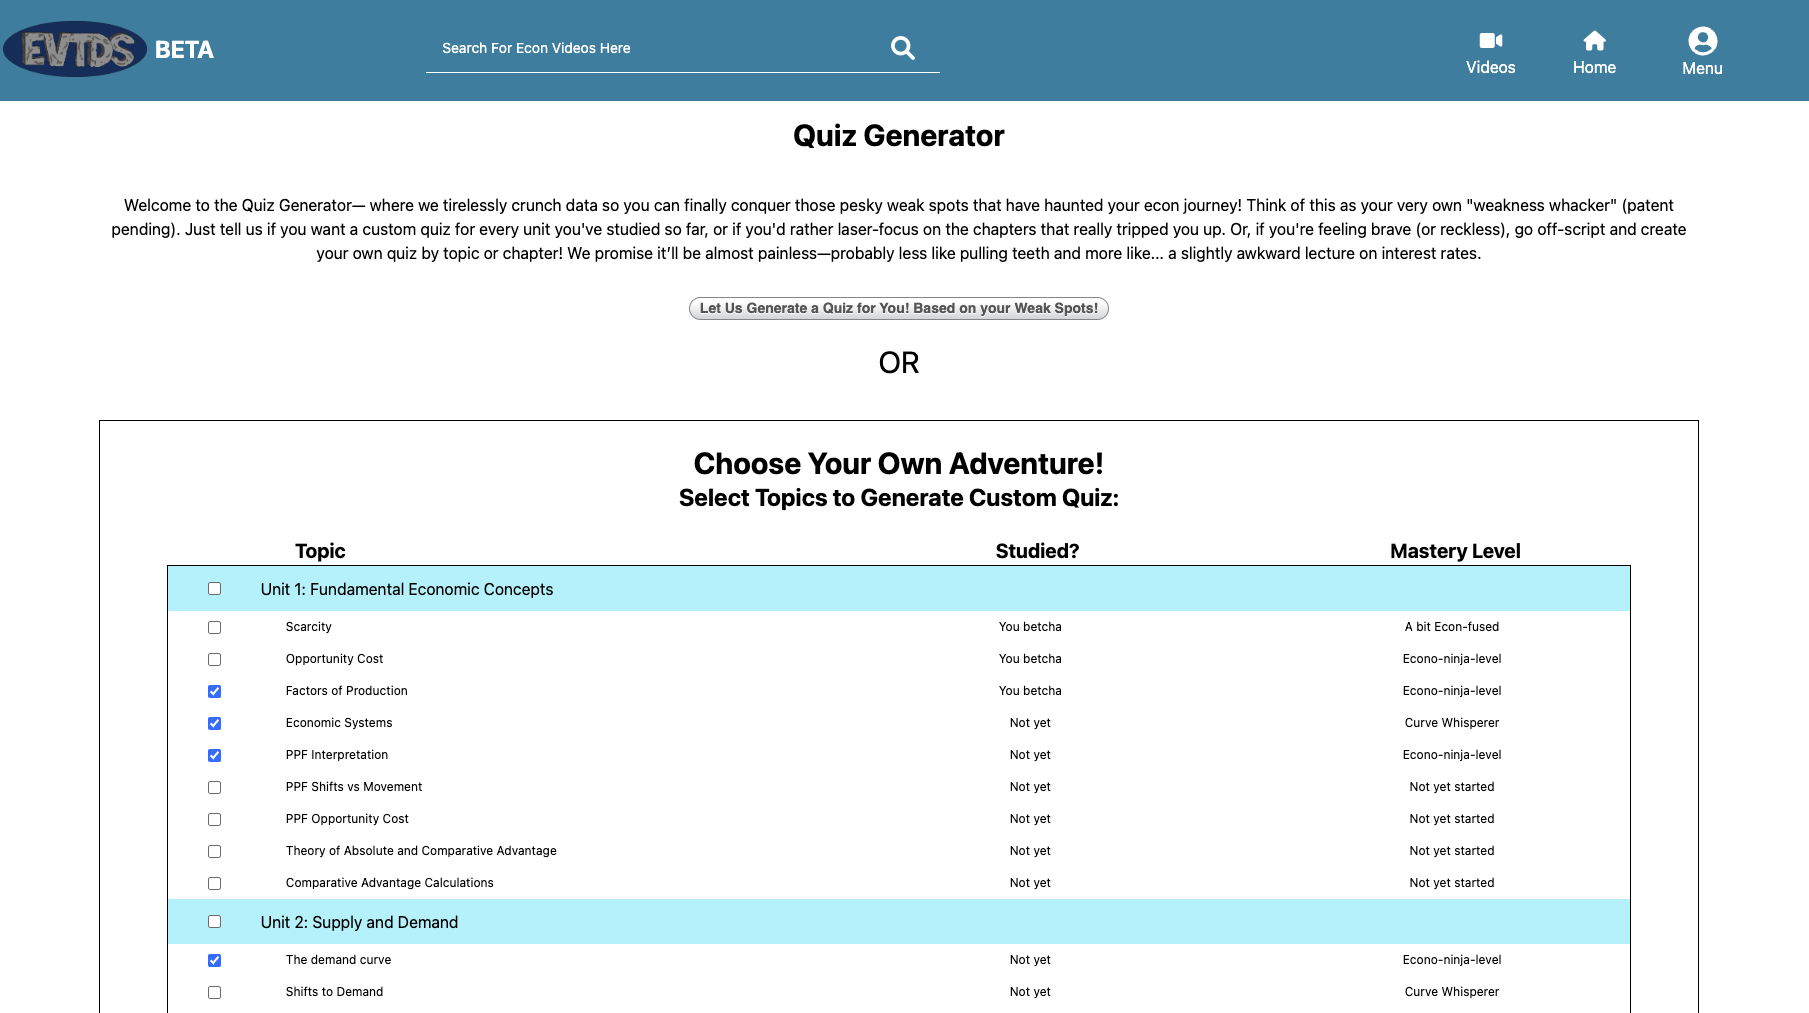 EVTDS BETA
Search For Econ Videos Here
Videos
Home
Menu
Quiz Generator
Welcome to the Quiz Generator— where we tirelessly crunch data so you can finally conquer those pesky weak spots that have haunted your econ journey! Think of this as your very own "weakness whacker" (patent
pending). Just tell us if you want a custom quiz for every unit you've studied so far, or if you'd rather laser-focus on the chapters that really tripped you up. Or, if you're feeling brave (or reckless), go off-script and create
your own quiz by topic or chapter! We promise it’ll be almost painless—probably less like pulling teeth and more like... a slightly awkward lecture on interest rates.
Let Us Generate a Quiz for You! Based on your Weak Spots!
OR
Choose Your Own Adventure!
Select Topics to Generate Custom Quiz:
Topic Studied? Mastery Level
Unit 1: Fundamental Economic Concepts
Scarcity You betcha A bit Econ-fused
Opportunity Cost You betcha Econo-ninja-level
Factors of Production You betcha Econo-ninja-level
Economic Systems Not yet Curve Whisperer
PPF Interpretation Not yet Econo-ninja-level
PPF Shifts vs Movement Not yet Not yet started
PPF Opportunity Cost Not yet Not yet started
Theory of Absolute and Comparative Advantage Not yet Not yet started
Comparative Advantage Calculations Not yet Not yet started
Unit 2: Supply and Demand
The demand curve Not yet Econo-ninja-level
Shifts to Demand Not yet Curve Whisperer